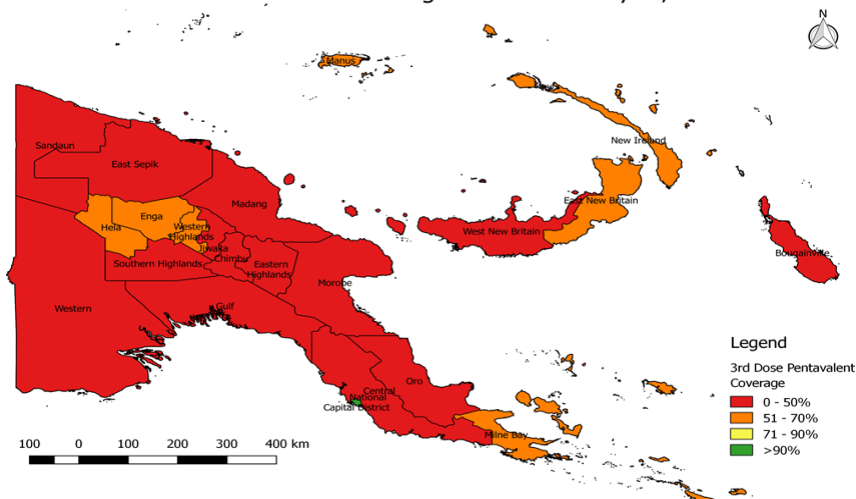 N
Manus
New Ireland
Sandaun
East Sepik
Madang
East New Britain
Enga
Hela
Western
Highlands
West New Britain
Jiwaka
Chimbu
Southern Highlands
Eastern
Highlands
Bougainville
Morobe
Western
Gulf
Oro
Central
National
Capital District
Milne Bay
Legend
3rd Dose Pentavalent
Coverage
0 - 50%
51 - 70%
71 - 90%
>90%
100 0 100 200 300 400 km